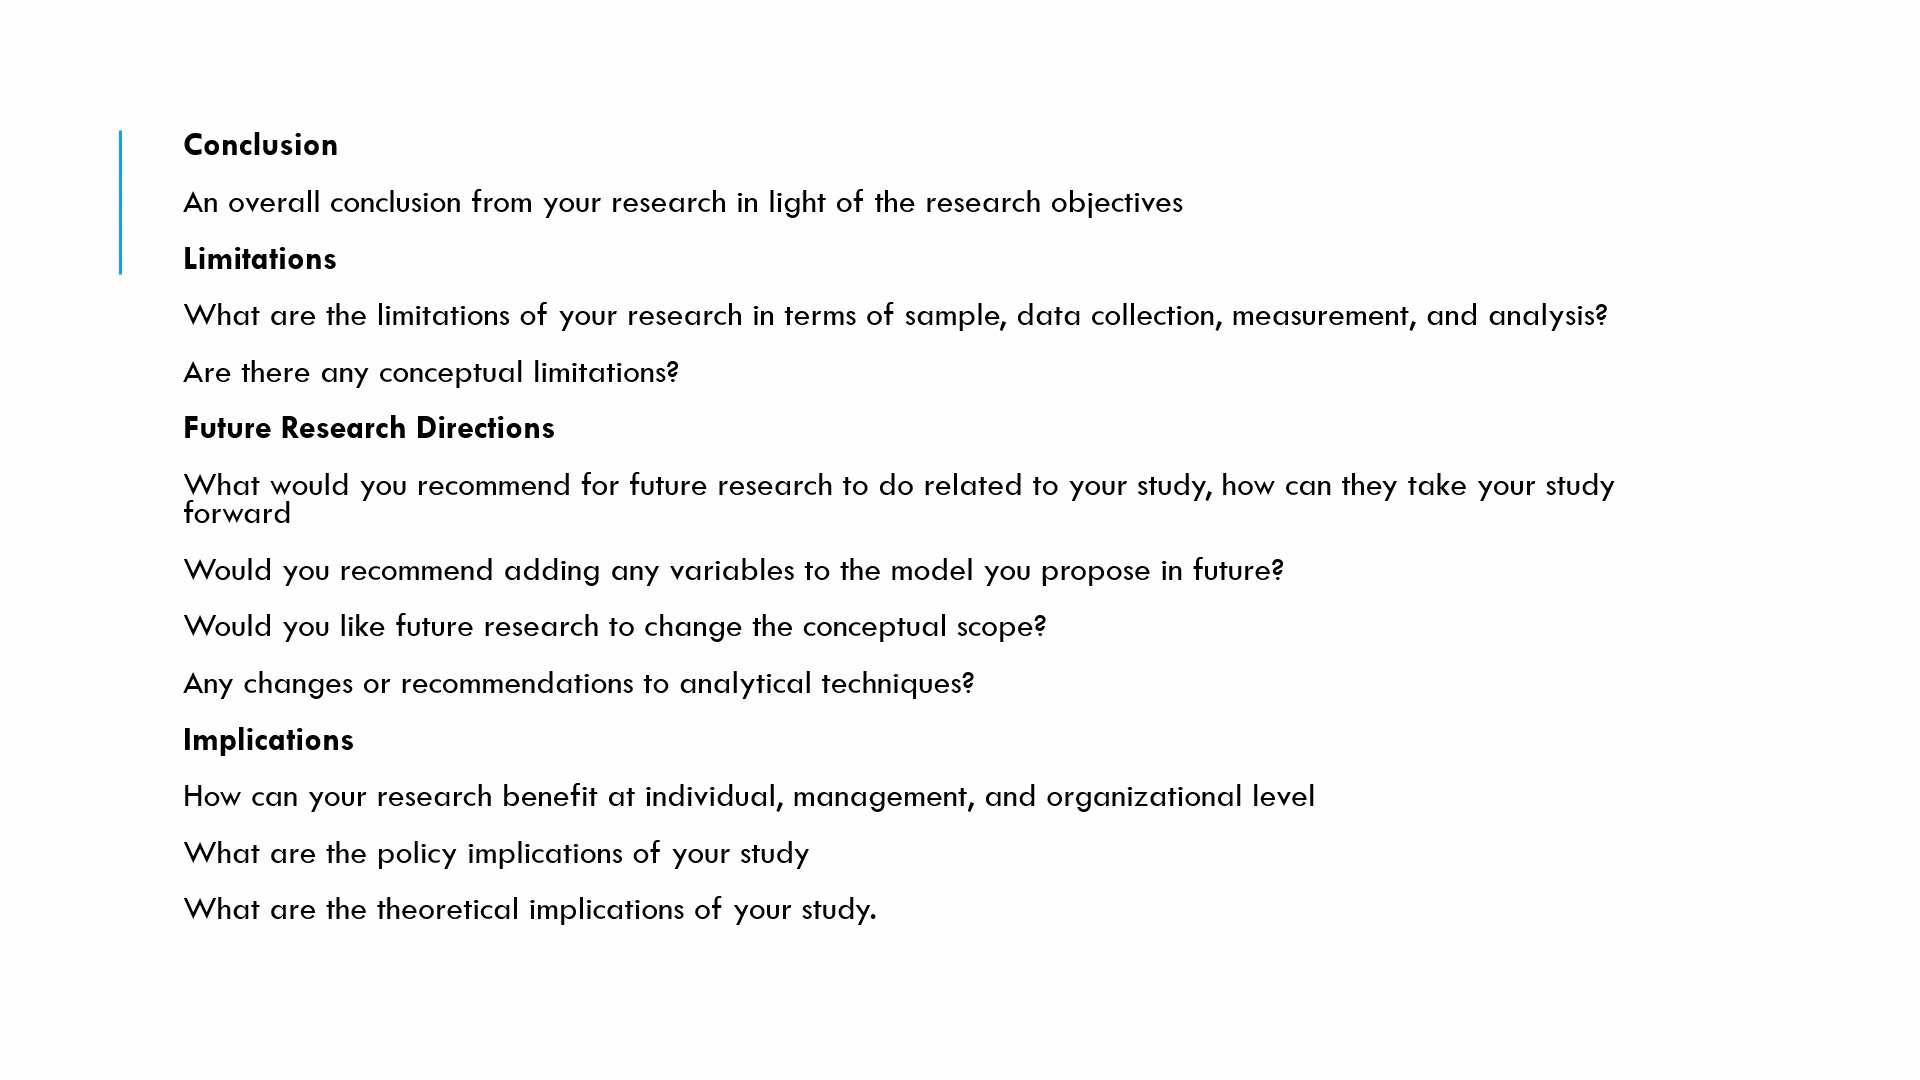 Conclusion
An overall conclusion from your research in light of the research objectives
Limitations
What are the limitations of your research in terms of sample, data collection, measurement, and analysis?
Are there any conceptual limitations?
Future Research Directions
What would you recommend for future research to do related to your study, how can they take your study
forward
Would you recommend adding any variables to the model you propose in future?
Would you like future research to change the conceptual scope?
Any changes or recommendations to analytical techniques?
Implications
How can your research benefit at individual, management, and organizational level
What are the policy implications of your study
What are the theoretical implications of your study.